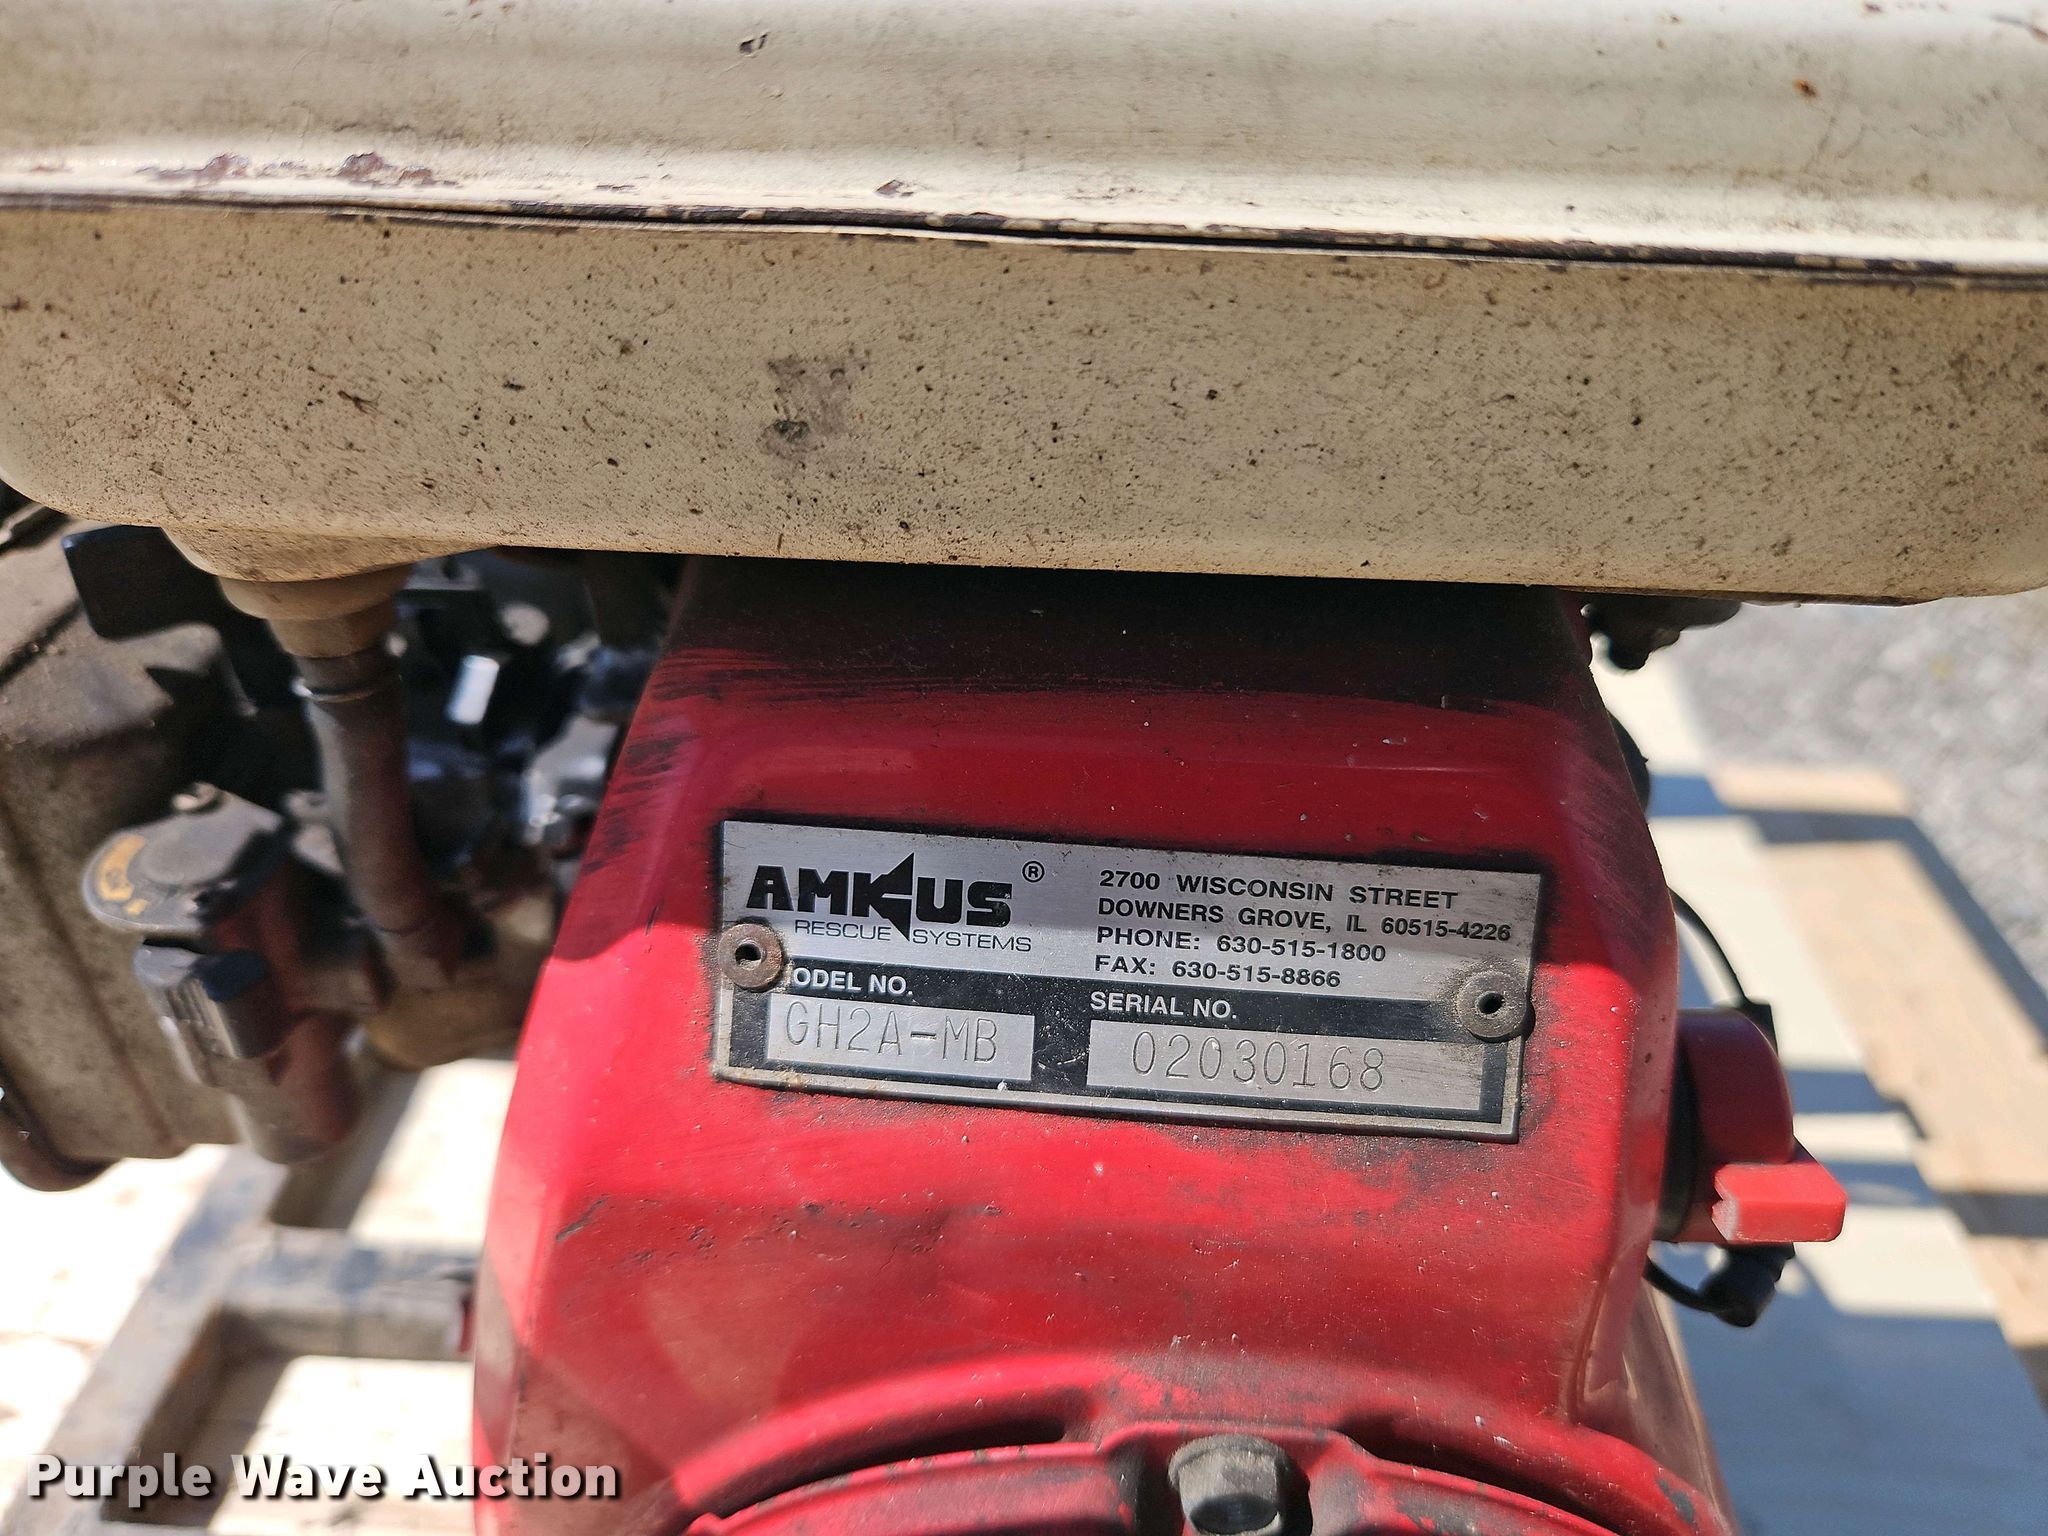 AMKUS®
RESCUE SYSTEMS
2700 WISCONSIN STREET
DOWNERS GROVE, IL 60515-4226
PHONE: 630-515-1800
FAX: 630-515-8866
ODEL NO.
GH2A-MB
SERIAL NO.
02030168
Purple Wave Auction